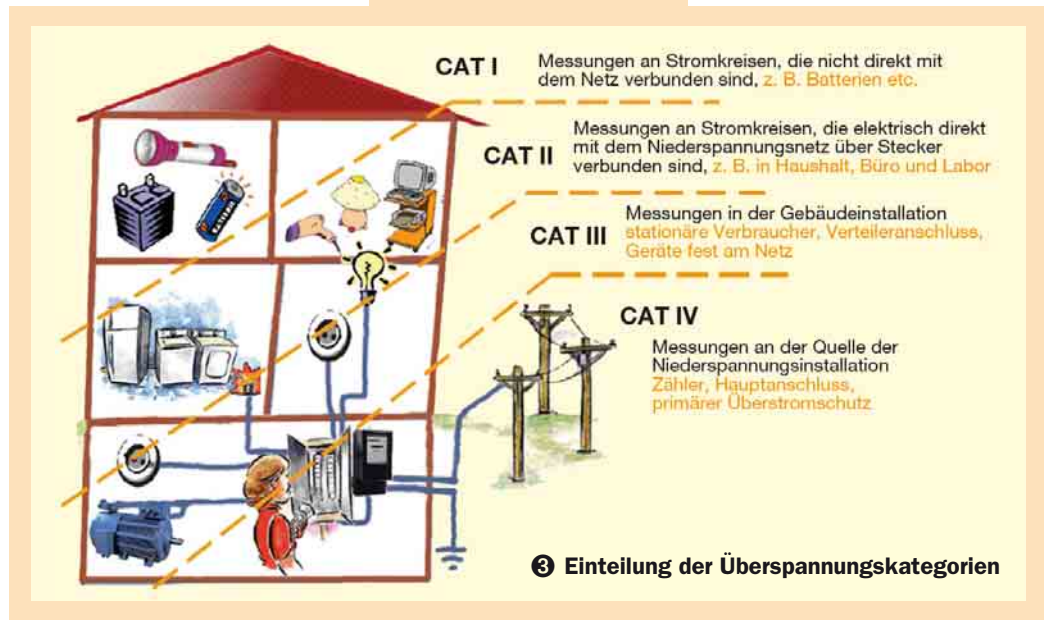 CAT I
Messungen an Stromkreisen, die nicht direkt mit
dem Netz verbunden sind, z. B. Batterien etc.
CAT II
Messungen an Stromkreisen, die elektrisch direkt
mit dem Niederspannungsnetz über Stecker
verbunden sind, z. B. in Haushalt, Büro und Labor
CAT III
Messungen in der Gebäudeinstallation
stationäre Verbraucher, Verteileranschluss,
Geräte fest am Netz
CAT IV
Messungen an der Quelle der
Niederspannungsinstallation
Zähler, Hauptanschluss,
primärer Überstromschutz
❸ Einteilung der Überspannungskategorien